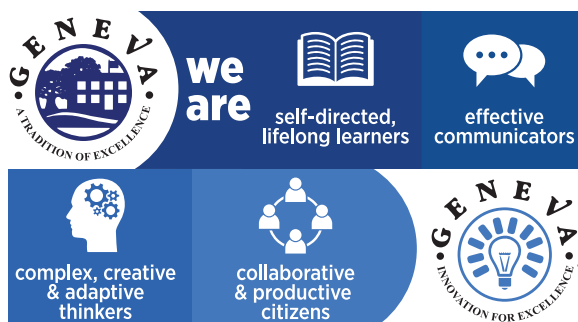 GENEVA
A TRADITION OF EXCELLENCE
we
are
self-directed,
lifelong learners
effective
communicators
complex, creative
& adaptive
thinkers
collaborative
& productive
citizens
GENEVA
INNOVATION FOR EXCELLENCE